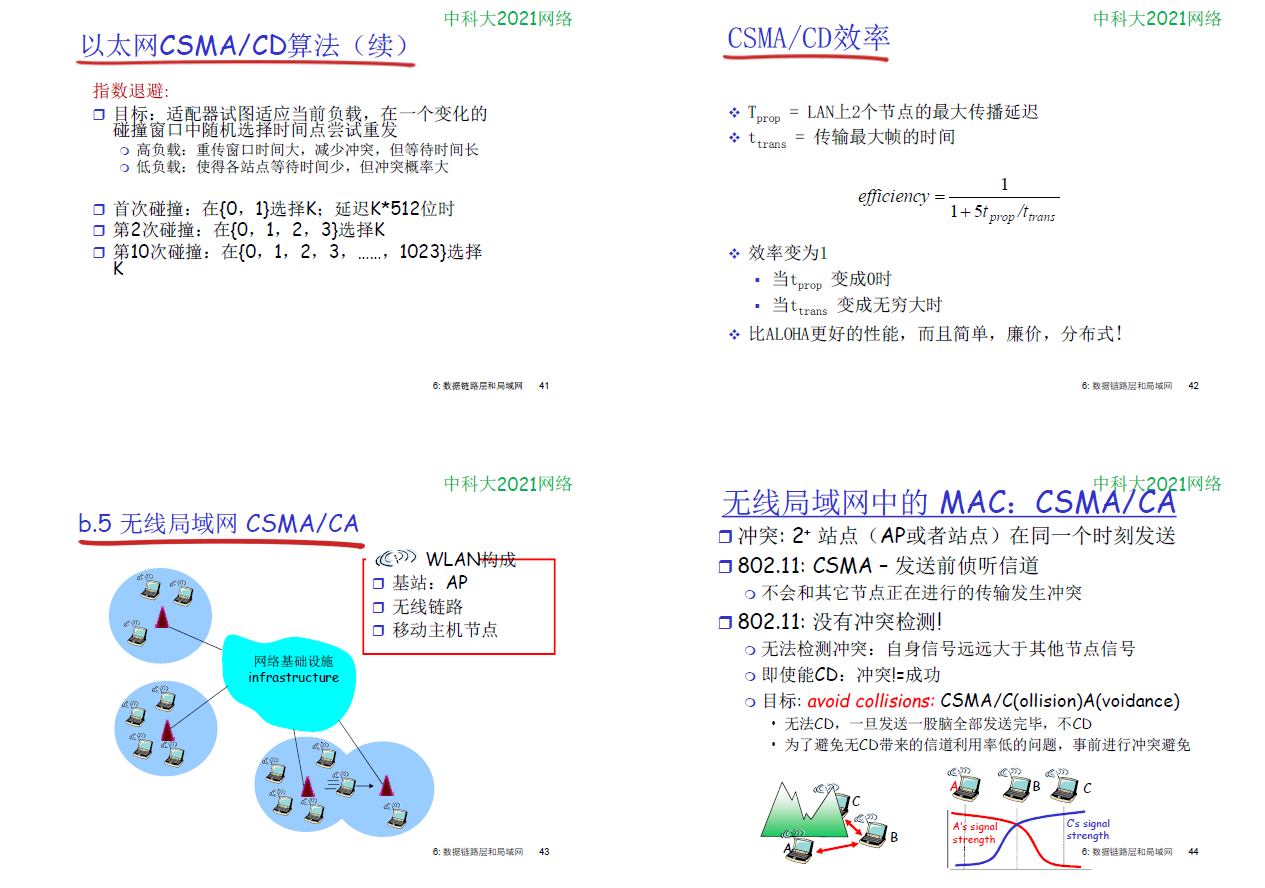 中科大2021网络
以太网CSMA/CD算法（续）
指数退避:
目标：适配器试图适应当前负载，在一个变化的
碰撞窗口中随机选择时间点尝试重发
高负载：重传窗口时间大，减少冲突，但等待时间长
低负载：使得各站点等待时间少，但冲突概率大
首次碰撞：在{0，1}选择K；延迟K*512位时
第2次碰撞：在{0，1，2，3}选择K
第10次碰撞：在{0，1，2，3，……，1023}选择
K
6: 数据链路层和局域网 41
中科大2021网络
CSMA/CD效率
Tprop = LAN上2个节点的最大传播延迟
ttrans = 传输最大帧的时间
efficiency = 1 / (1+5tprop/ttrans)
效率变为1
当tprop 变成0时
当ttrans 变成无穷大时
比ALOHA更好的性能，而且简单，廉价，分布式！
6: 数据链路层和局域网 42
中科大2021网络
b.5 无线局域网 CSMA/CA
WLAN构成
基站：AP
无线链路
移动主机节点
网络基础设施
infrastructure
6: 数据链路层和局域网 43
中科大2021网络
无线局域网中的 MAC：CSMA/CA
冲突: 2+ 站点（AP或者站点）在同一个时刻发送
802.11: CSMA – 发送前侦听信道
不会和其它节点正在进行的传输发生冲突
802.11: 没有冲突检测!
无法检测冲突：自身信号远远大于其他节点信号
即使能CD：冲突!=成功
目标: avoid collisions: CSMA/C(ollision)A(voidance)
无法CD，一旦发送一股脑全部发送完毕，不CD
为了避免无CD带来的信道利用率低的问题，事前进行冲突避免
C
B
A
A
B
C
A's signal
strength
C's signal
strength
6: 数据链路层和局域网 44